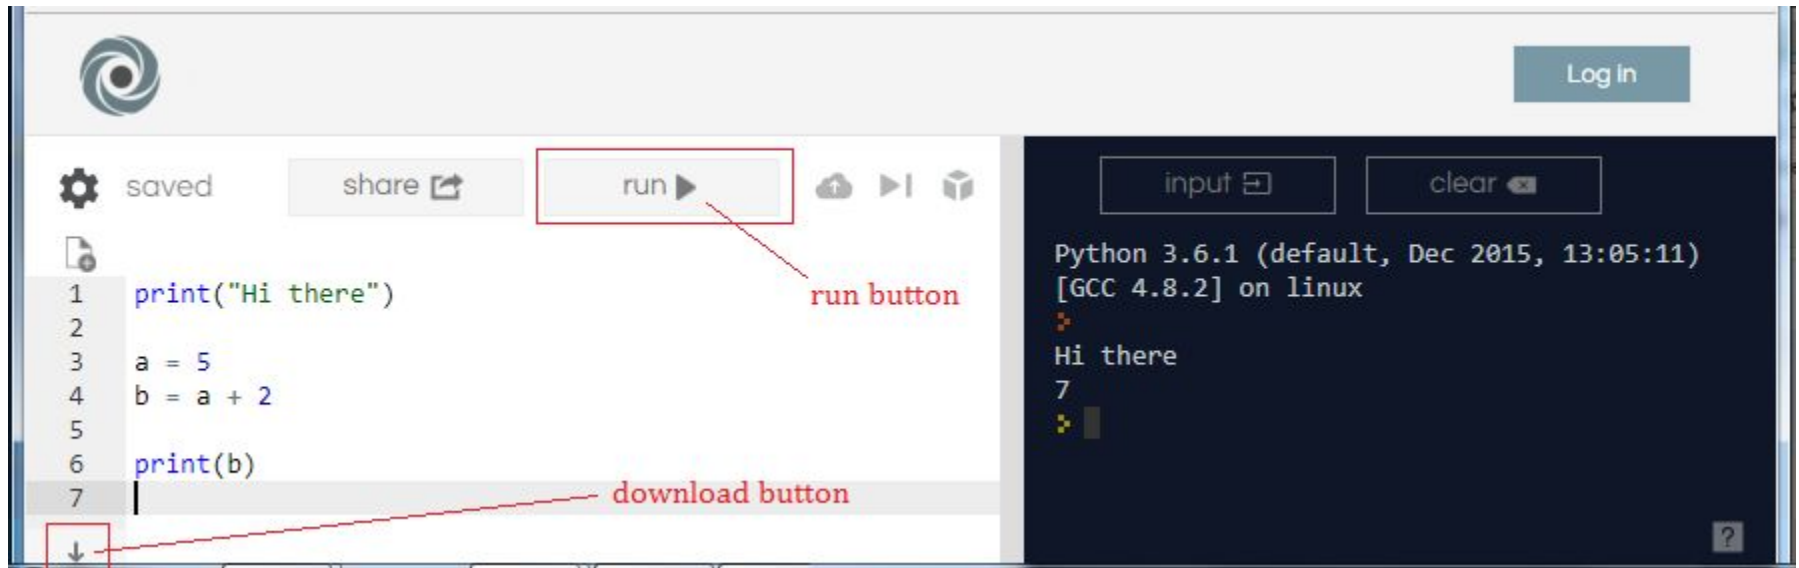 Log in
saved
share
run
input
clear
run button
1 print("Hi there")
2
3 a = 5
4 b = a + 2
5
6 print(b)
7
download button
Python 3.6.1 (default, Dec 2015, 13:05:11)
[GCC 4.8.2] on linux
Hi there
7
?